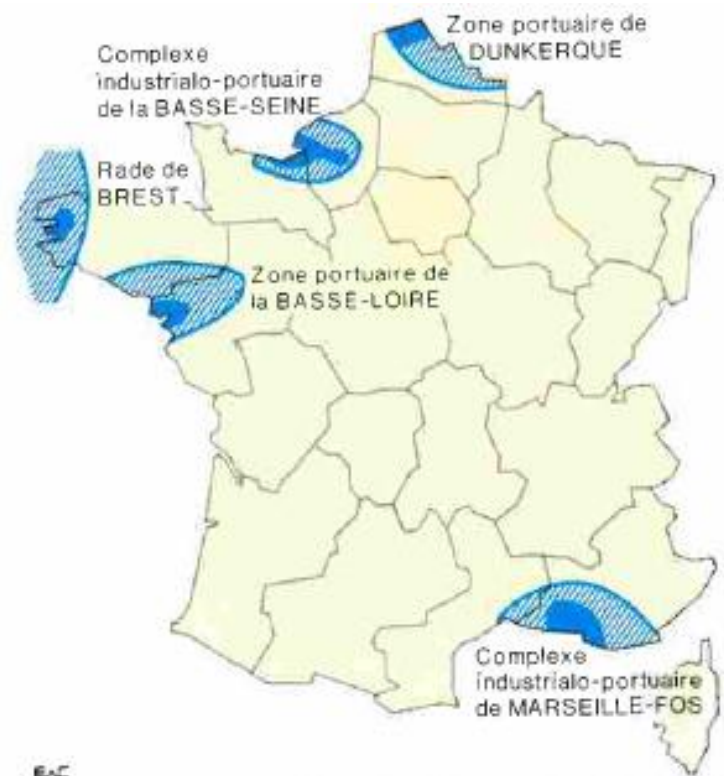 Zone portuaire de
DUNKERQUE
Complexe
industrialo-portuaire
de la BASSE-SEINE
Rade de
BREST
Zone portuaire de
la BASSE-LOIRE
Complexe
industrialo-portuaire
de MARSEILLE-FOS